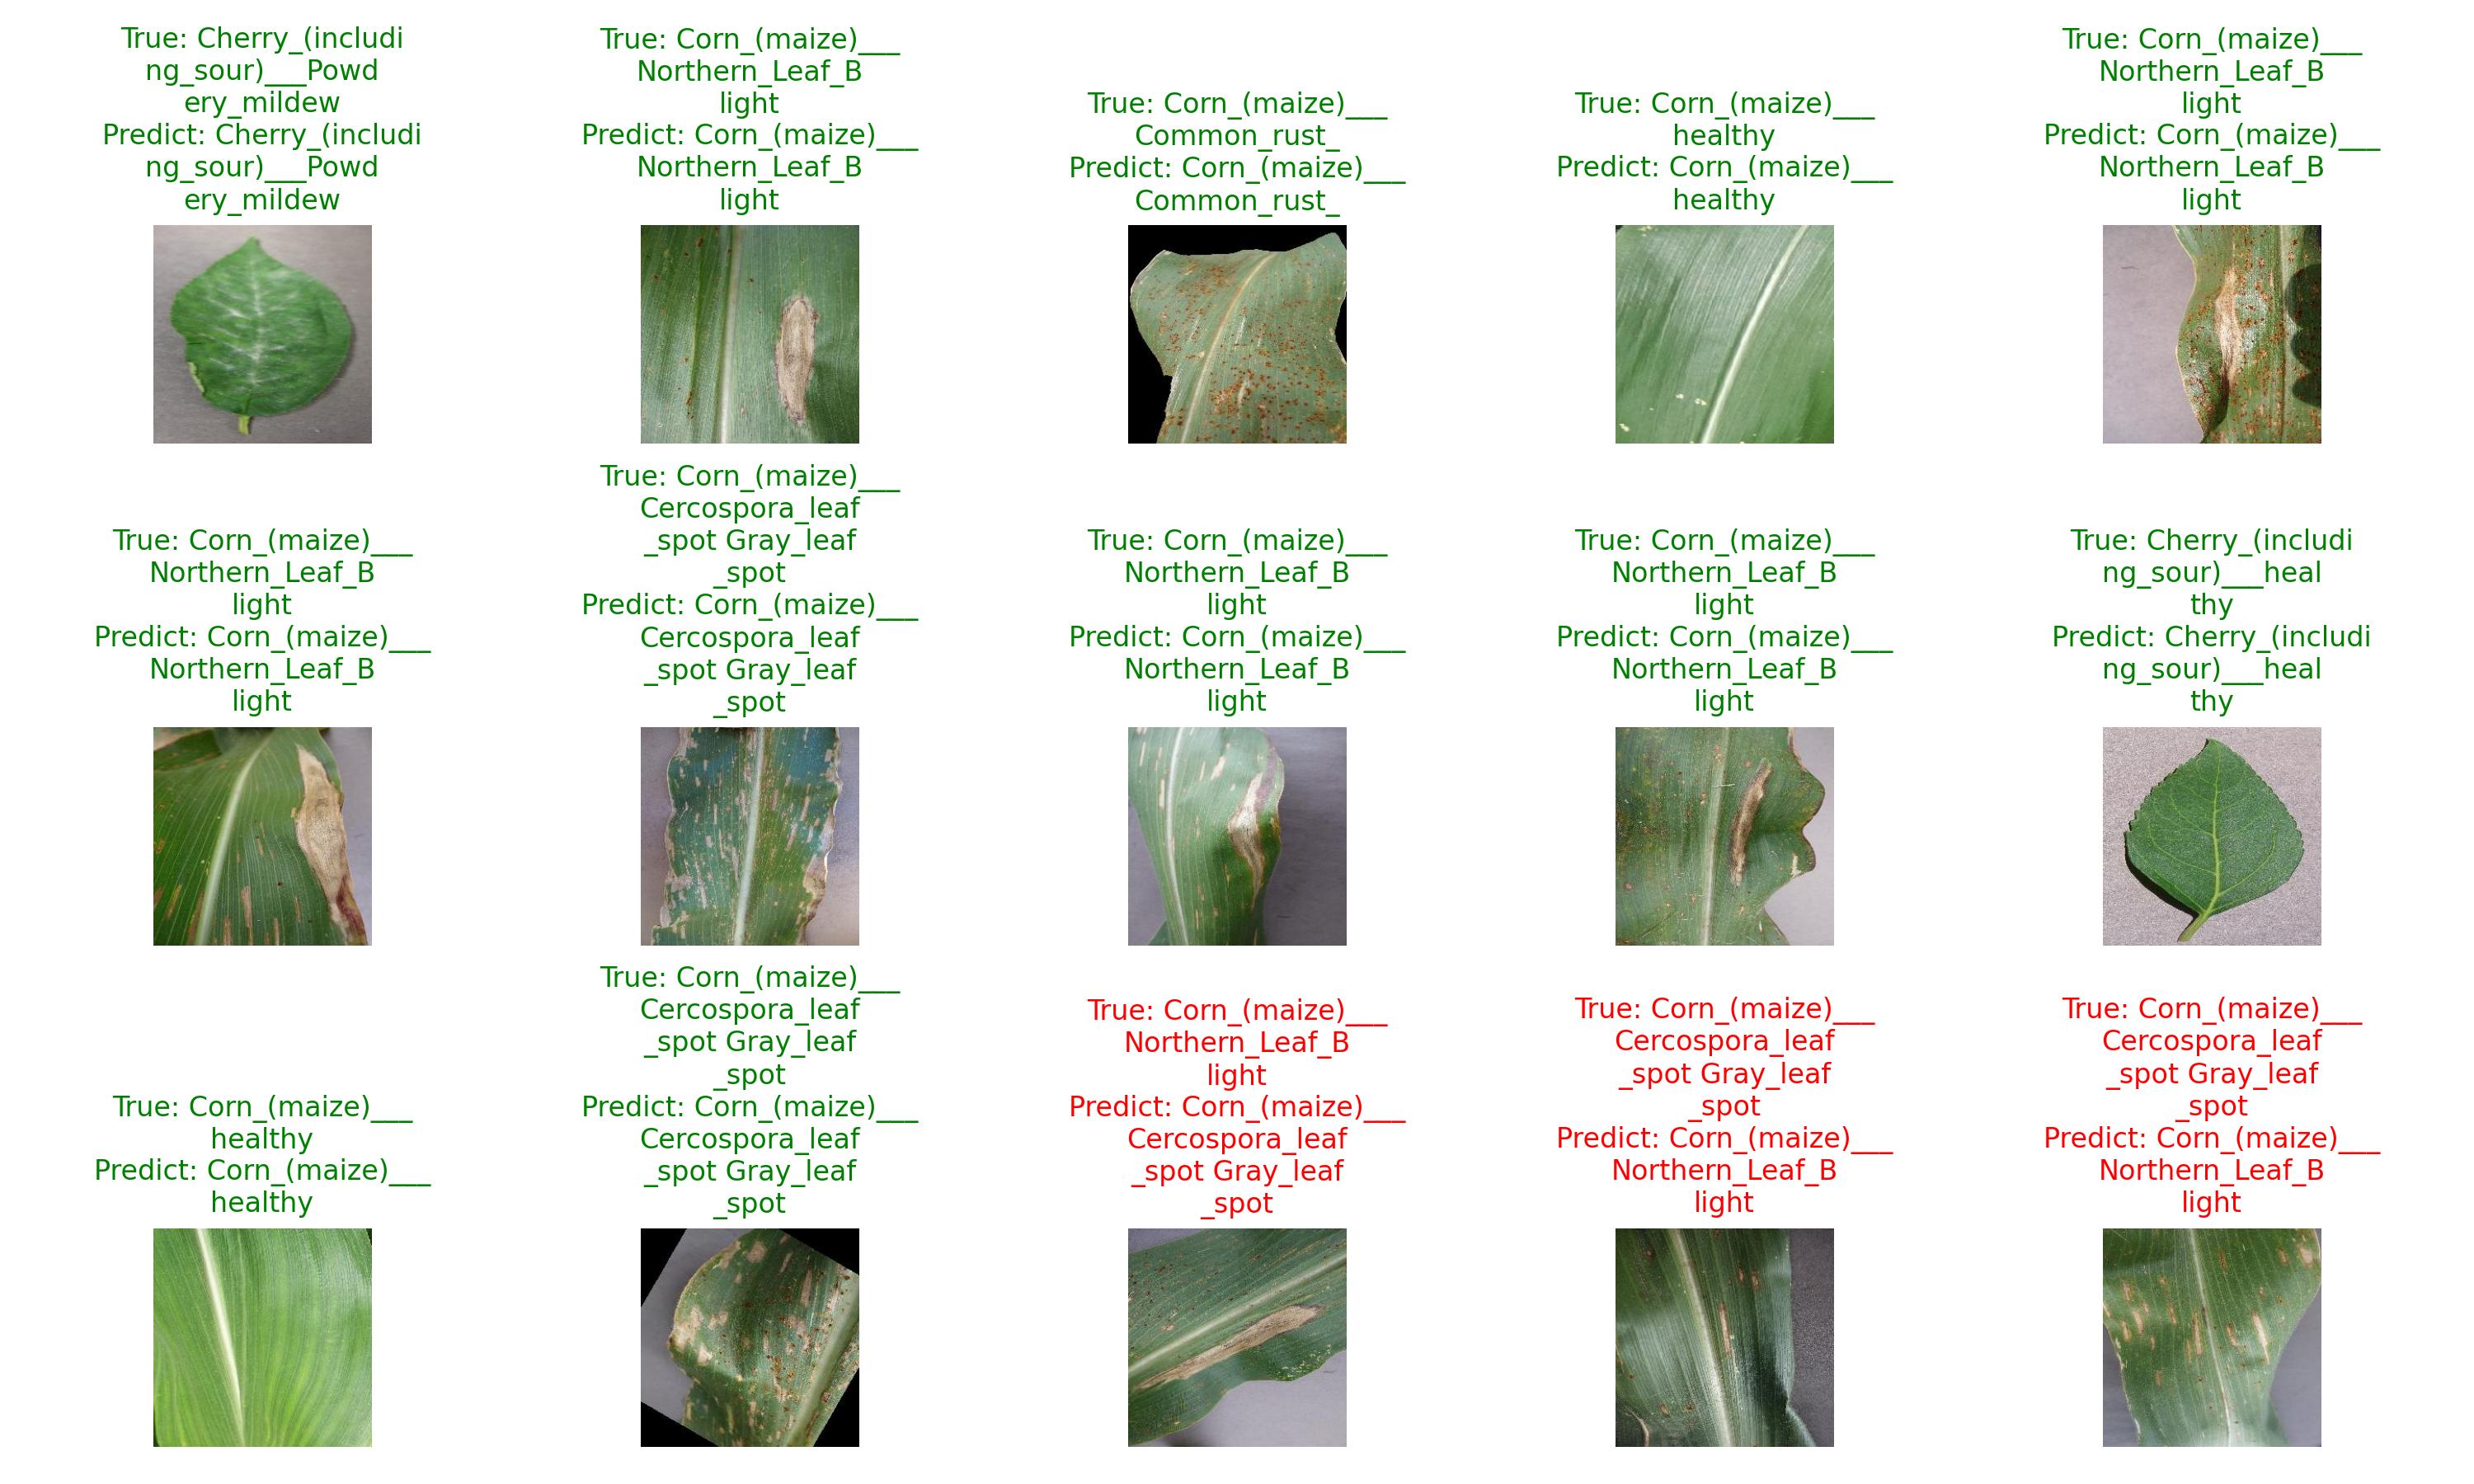 True: Cherry_(includi
ng_sour)___Powd
ery_mildew
Predict: Cherry_(includi
ng_sour)___Powd
ery_mildew
True: Corn_(maize)___
Northern_Leaf_B
light
Predict: Corn_(maize)___
Northern_Leaf_B
light
True: Corn_(maize)___
Common_rust_
Predict: Corn_(maize)___
Common_rust_
True: Corn_(maize)___
healthy
Predict: Corn_(maize)___
healthy
True: Corn_(maize)___
Northern_Leaf_B
light
Predict: Corn_(maize)___
Northern_Leaf_B
light
True: Corn_(maize)___
Northern_Leaf_B
light
Predict: Corn_(maize)___
Northern_Leaf_B
light
True: Corn_(maize)___
Cercospora_leaf
_spot Gray_leaf
_spot
Predict: Corn_(maize)___
Cercospora_leaf
_spot Gray_leaf
_spot
True: Corn_(maize)___
Northern_Leaf_B
light
Predict: Corn_(maize)___
Northern_Leaf_B
light
True: Corn_(maize)___
Northern_Leaf_B
light
Predict: Corn_(maize)___
Northern_Leaf_B
light
True: Cherry_(includi
ng_sour)___heal
thy
Predict: Cherry_(includi
ng_sour)___heal
thy
True: Corn_(maize)___
healthy
Predict: Corn_(maize)___
healthy
True: Corn_(maize)___
Cercospora_leaf
_spot Gray_leaf
_spot
Predict: Corn_(maize)___
Cercospora_leaf
_spot Gray_leaf
_spot
True: Corn_(maize)___
Northern_Leaf_B
light
Predict: Corn_(maize)___
Cercospora_leaf
_spot Gray_leaf
_spot
True: Corn_(maize)___
Cercospora_leaf
_spot Gray_leaf
_spot
Predict: Corn_(maize)___
Northern_Leaf_B
light
True: Corn_(maize)___
Cercospora_leaf
_spot Gray_leaf
_spot
Predict: Corn_(maize)___
Northern_Leaf_B
light